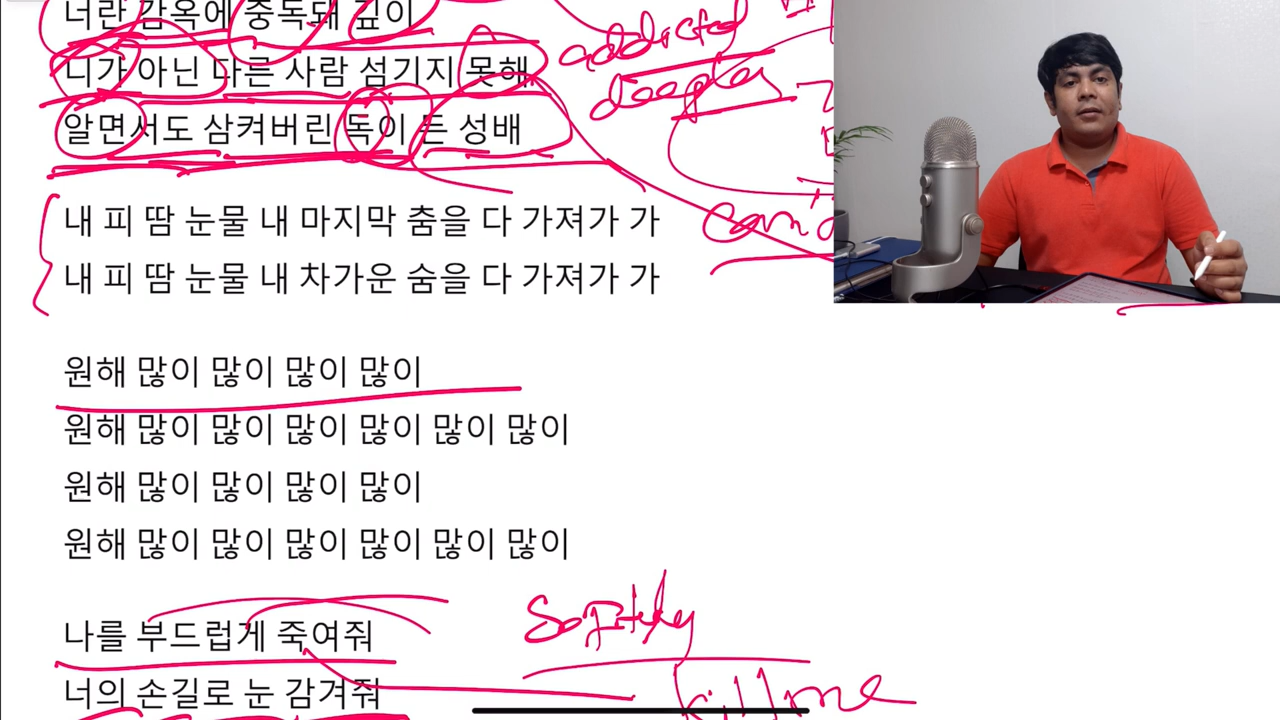 너란 감옥에 중독돼 깊이
니가 아닌 다른 사람 섬기지 못해
addicted
deeply
알면서도 삼켜버린 독이 든 성배
내 피 땀 눈물 내 마지막 춤을 다 가져가 가
내 피 땀 눈물 내 차가운 숨을 다 가져가 가
원해 많이 많이 많이 많이
원해 많이 많이 많이 많이 많이 많이
원해 많이 많이 많이 많이
원해 많이 많이 많이 많이 많이 많이
나를 부드럽게 죽여줘
너의 손길로 눈 감겨줘
kill me